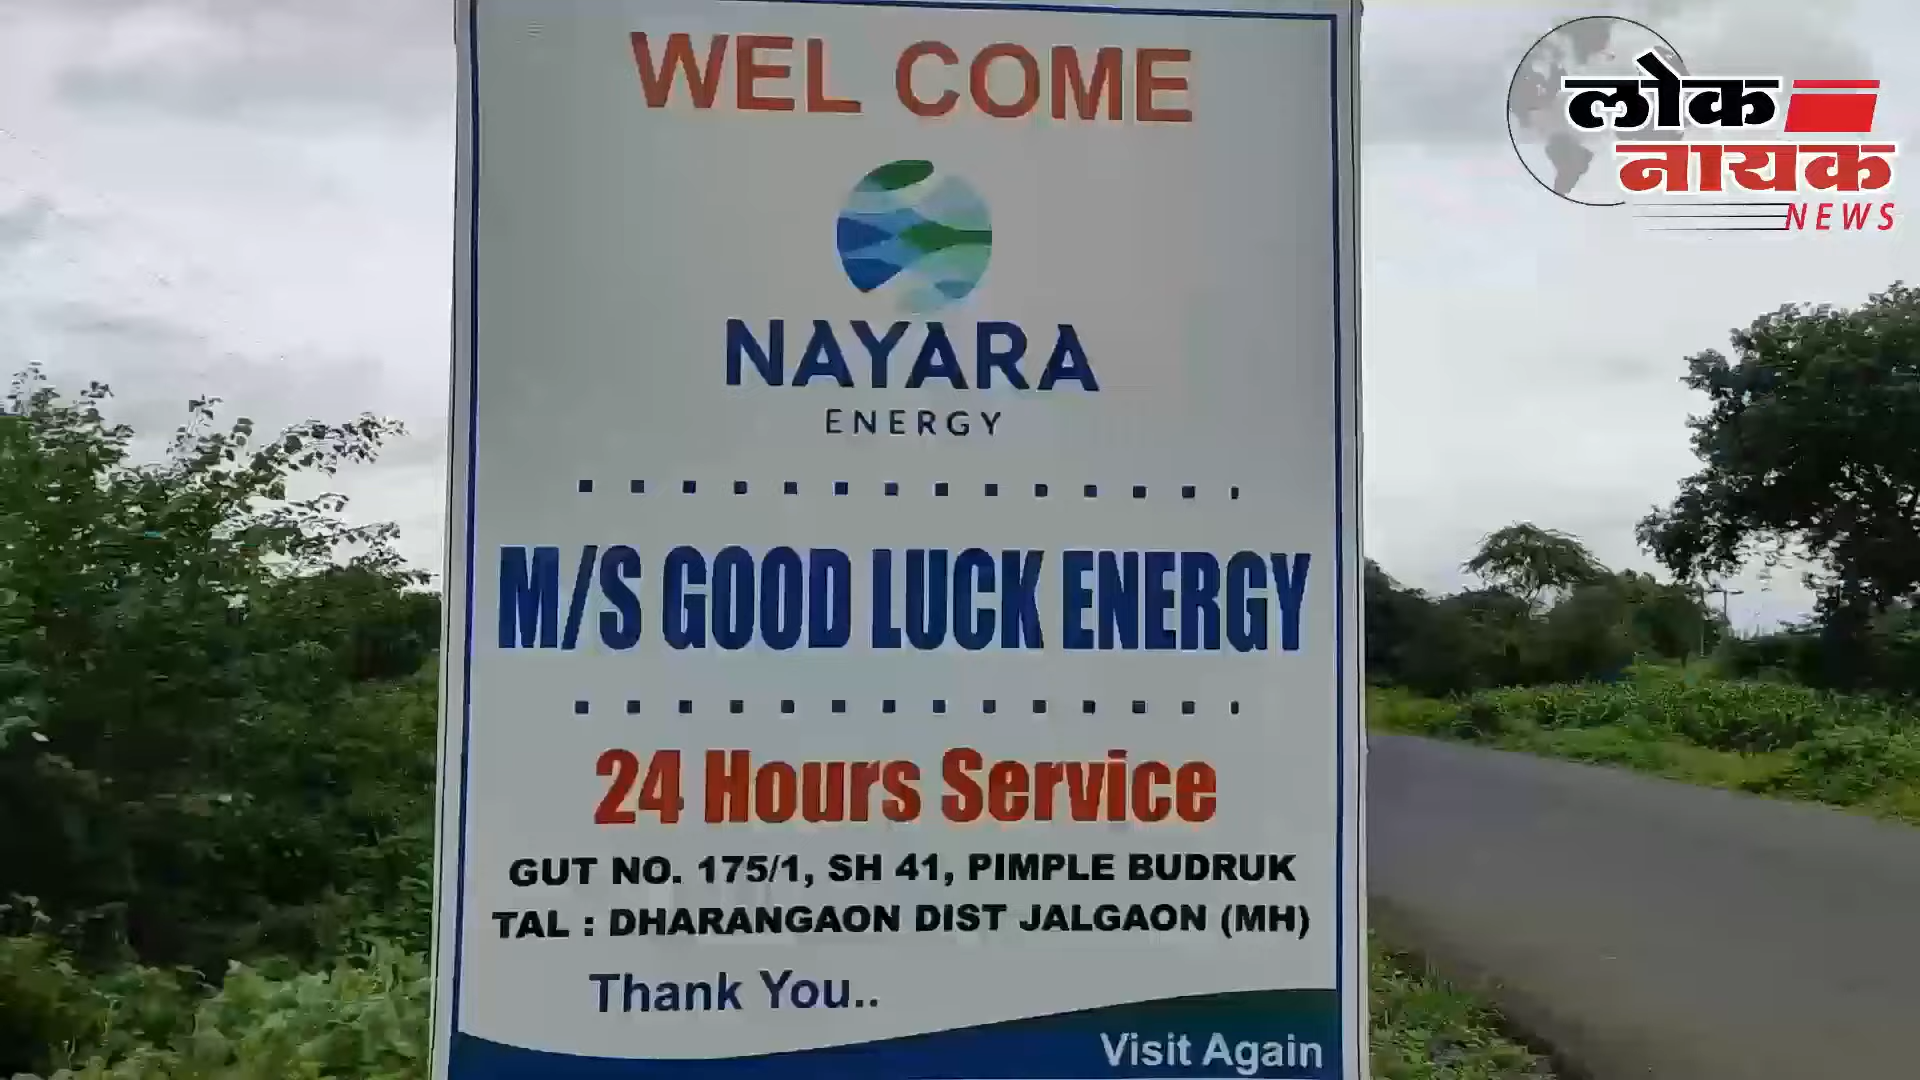 WEL COME
NAYARA
ENERGY
M/S GOOD LUCK ENERGY
24 Hours Service
GUT NO. 175/1, SH 41, PIMPLE BUDRUK
TAL : DHARANGAON DIST JALGAON (MH)
Thank You..
Visit Again
लोक
नायक
NEWS